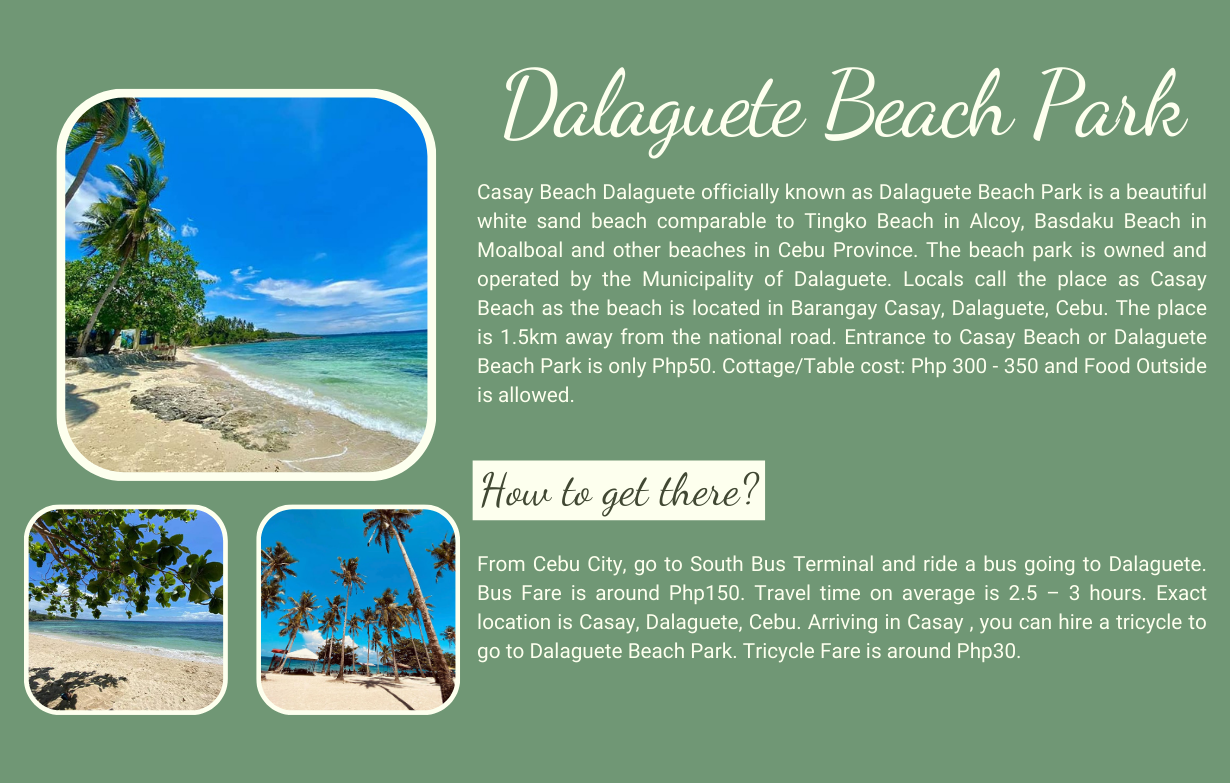 Dalaguete Beach Park
Casay Beach Dalaguete officially known as Dalaguete Beach Park is a beautiful
white sand beach comparable to Tingko Beach in Alcoy, Basdaku Beach in
Moalboal and other beaches in Cebu Province. The beach park is owned and
operated by the Municipality of Dalaguete. Locals call the place as Casay
Beach as the beach is located in Barangay Casay, Dalaguete, Cebu. The place
is 1.5km away from the national road. Entrance to Casay Beach or Dalaguete
Beach Park is only Php50. Cottage/Table cost: Php 300 - 350 and Food Outside
is allowed.
How to get there?
From Cebu City, go to South Bus Terminal and ride a bus going to Dalaguete.
Bus Fare is around Php150. Travel time on average is 2.5 – 3 hours. Exact
location is Casay, Dalaguete, Cebu. Arriving in Casay , you can hire a tricycle to
go to Dalaguete Beach Park. Tricycle Fare is around Php30.